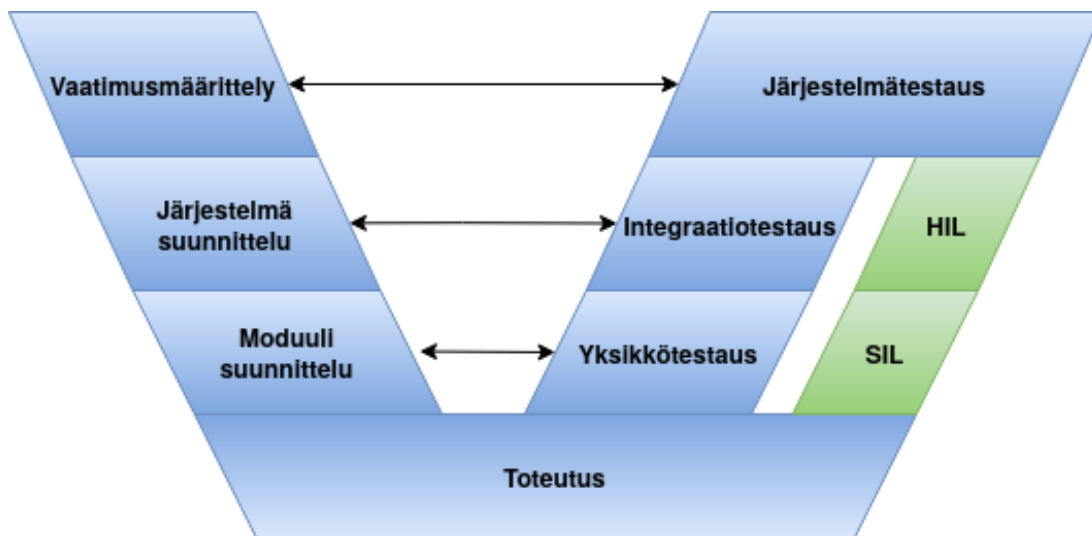 Vaatimusmäärittely
Järjestelmätestaus
Järjestelmä
suunnittelu
Integraatiotestaus
HIL
Moduuli
suunnittelu
Yksikkötestaus
SIL
Toteutus